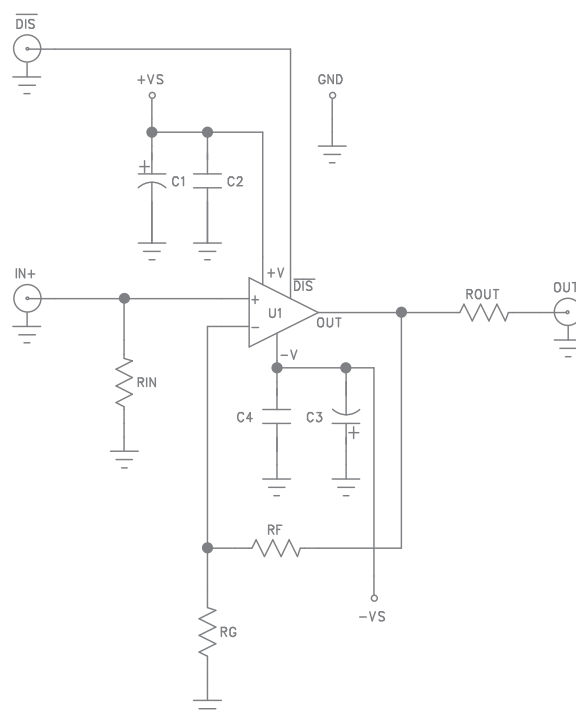 DIS
+VS
GND
+
C1
C2
IN+
+V
DIS
+
U1
OUT
ROUT
OUT
−
−V
RIN
C4
C3
+
RF
−VS
RG